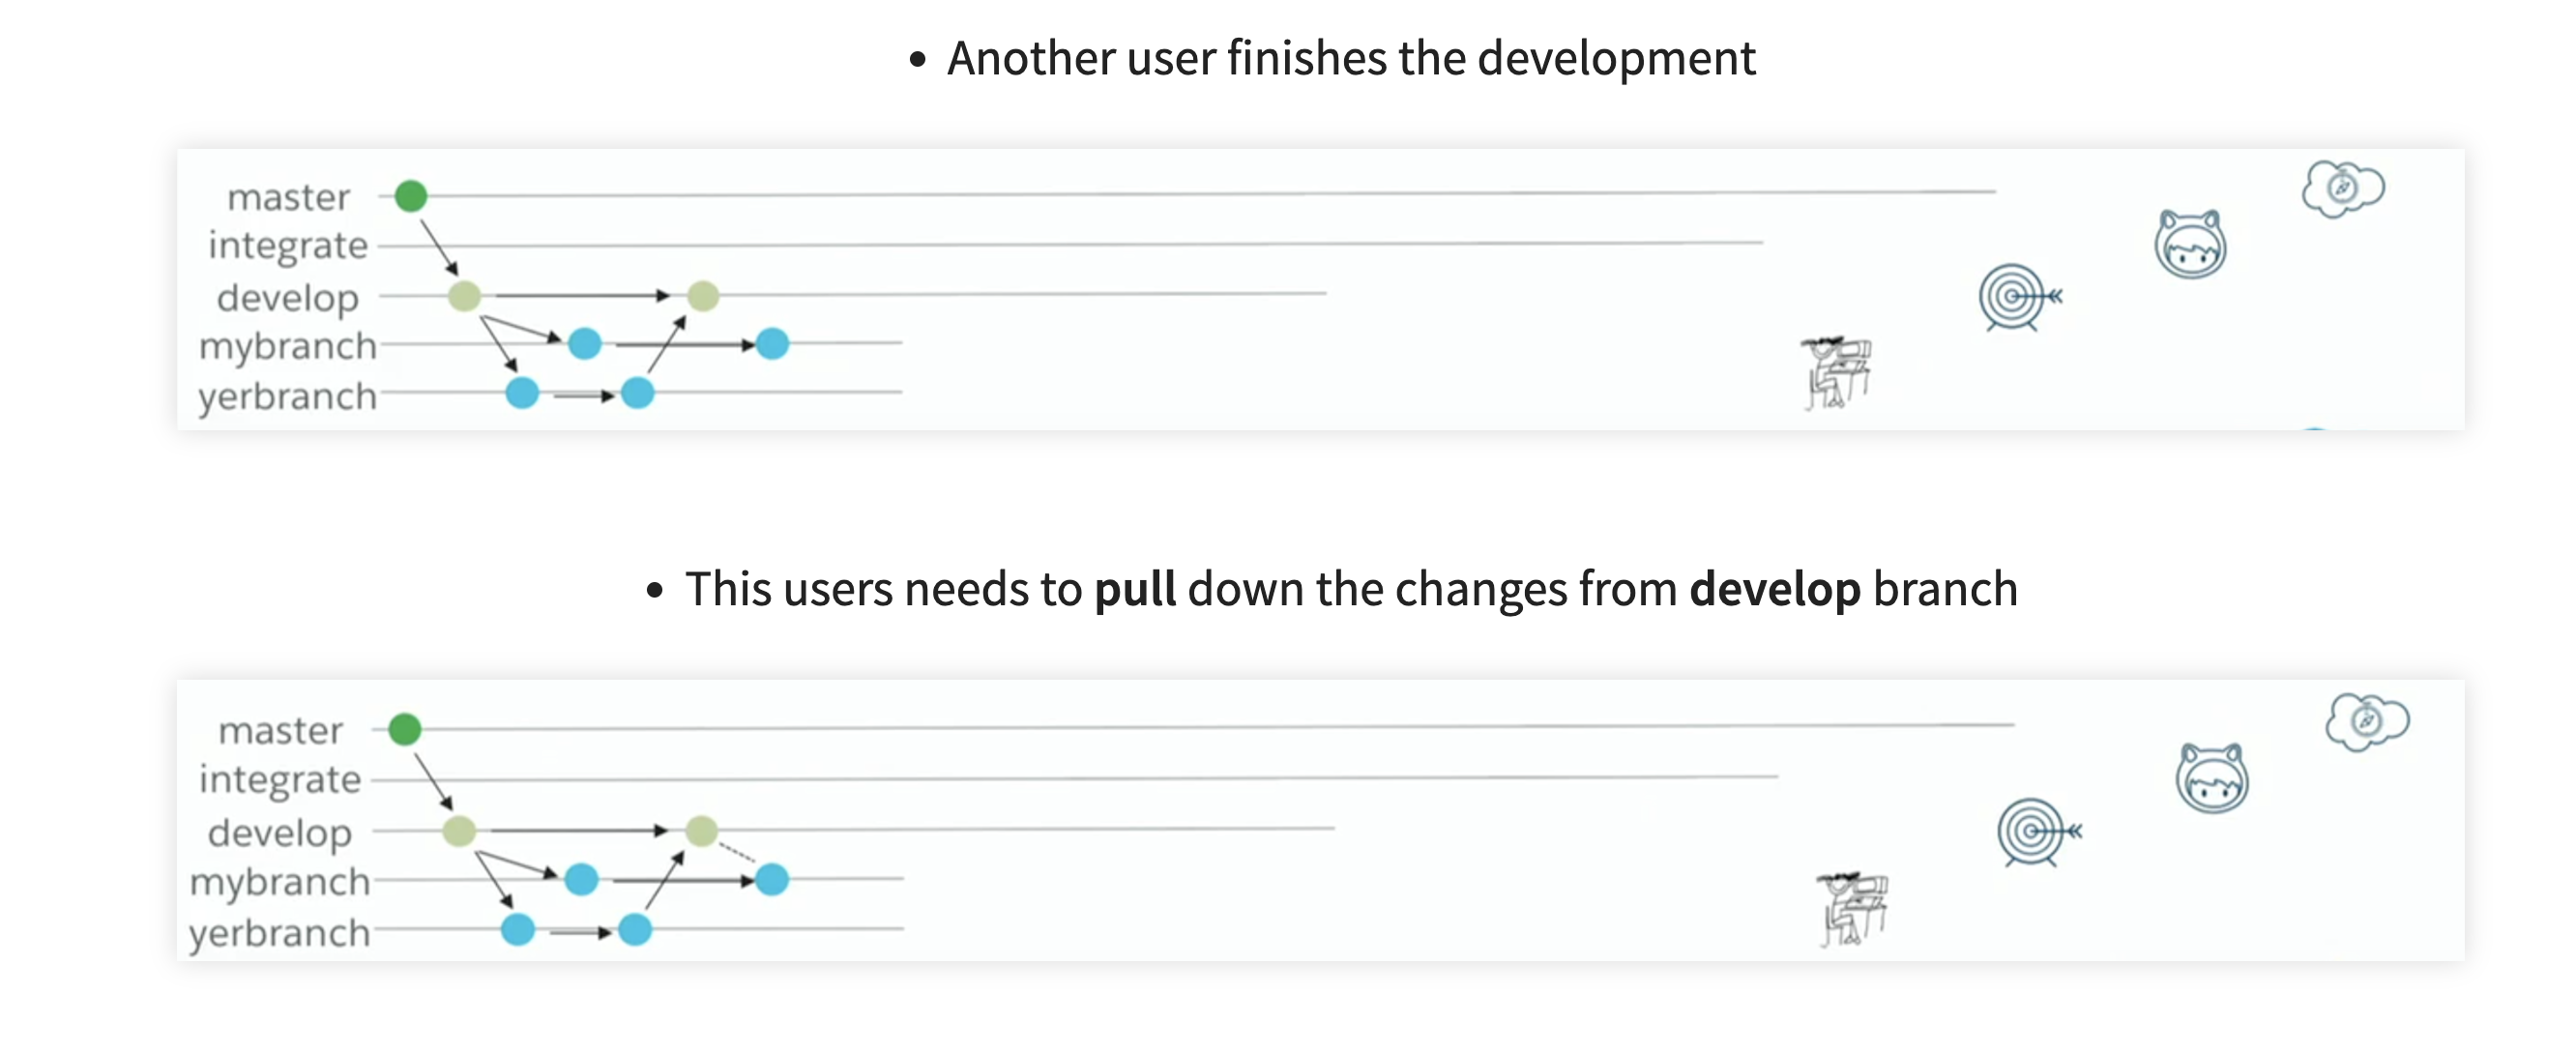 • Another user finishes the development
master
integrate
develop
mybranch
yerbranch
• This users needs to pull down the changes from develop branch
master
integrate
develop
mybranch
yerbranch